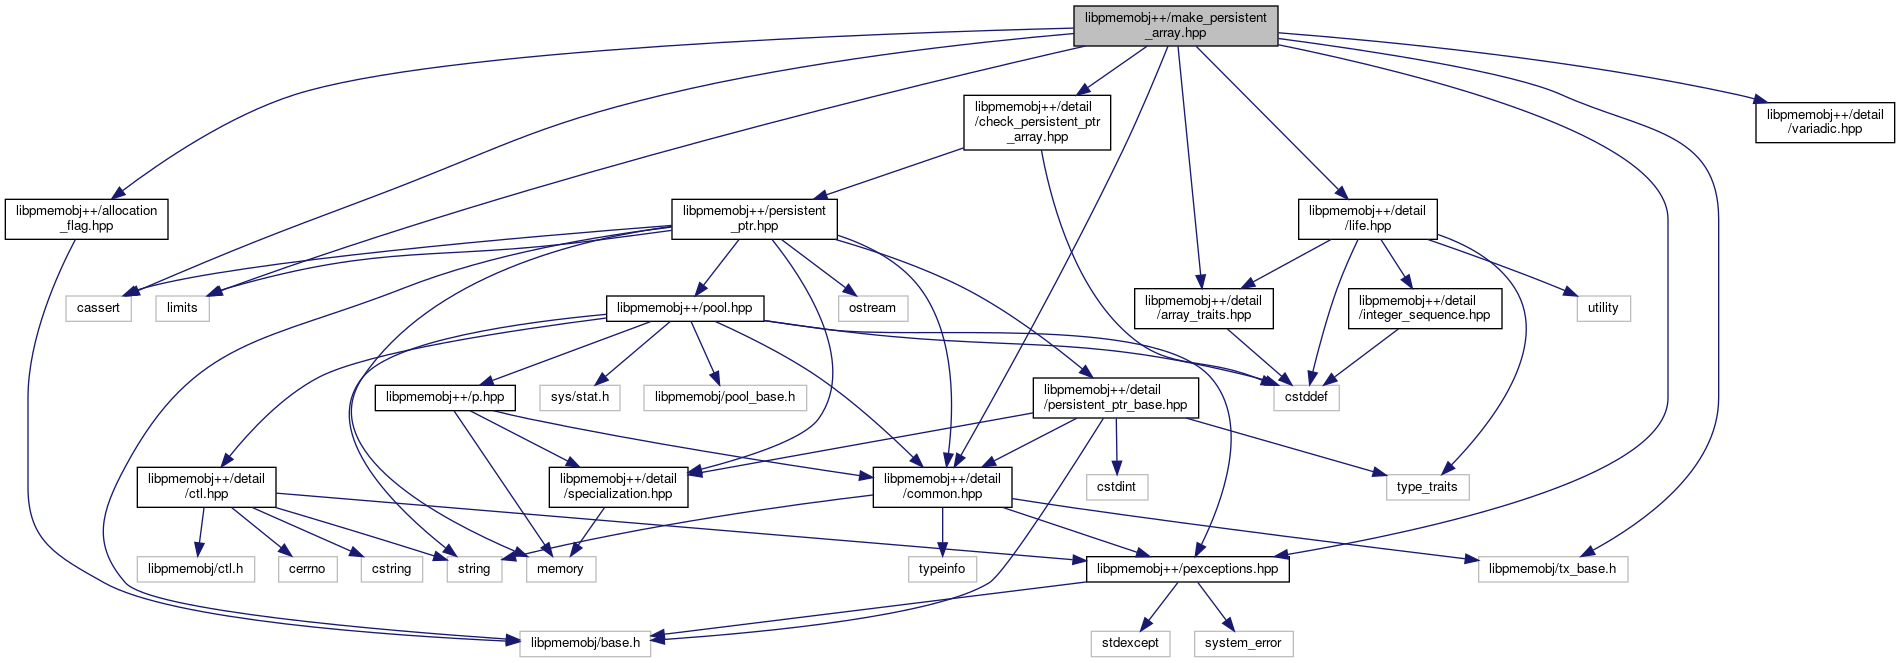 libpmemobj++/make_persistent
_array.hpp
libpmemobj++/detail
/check_persistent_ptr
_array.hpp
libpmemobj++/detail
/variadic.hpp
libpmemobj++/allocation
_flag.hpp
libpmemobj++/persistent
_ptr.hpp
libpmemobj++/detail
/life.hpp
cassert
limits
libpmemobj++/pool.hpp
ostream
libpmemobj++/detail
/array_traits.hpp
libpmemobj++/detail
/integer_sequence.hpp
utility
libpmemobj++/p.hpp
sys/stat.h
libpmemobj/pool_base.h
libpmemobj++/detail
/persistent_ptr_base.hpp
cstddef
libpmemobj++/detail
/ctl.hpp
libpmemobj++/detail
/specialization.hpp
libpmemobj++/detail
/common.hpp
cstdint
type_traits
libpmemobj/ctl.h
cerrno
cstring
string
memory
typeinfo
libpmemobj++/pexceptions.hpp
libpmemobj/tx_base.h
libpmemobj/base.h
stdexcept
system_error